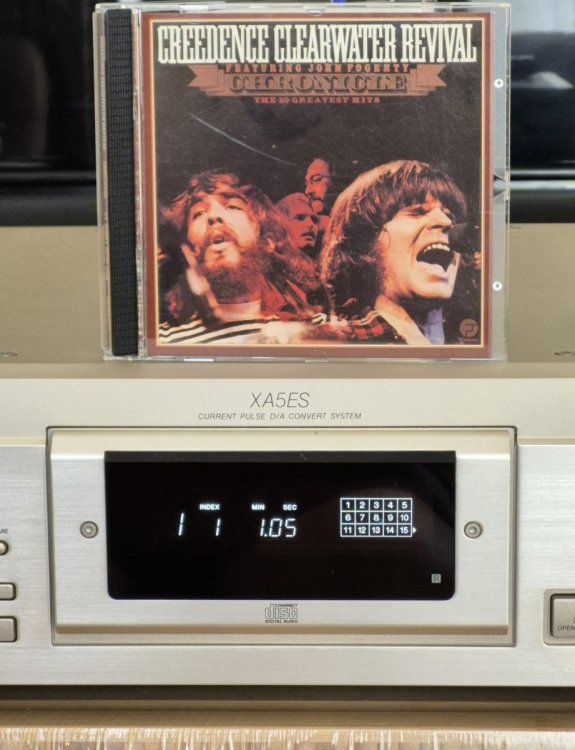 CREEDENCE CLEARWATER REVIVAL
FEATURING JOHN FOGERTY
CHRONICLE
THE 20 GREATEST HITS
XA5ES
CURRENT PULSE D/A CONVERT SYSTEM
INDEX MIN SEC
1 1 1.05
1 2 3 4 5
6 7 8 9 10
11 12 13 14 15
COMPACT
disc
DIGITAL AUDIO
OPEN